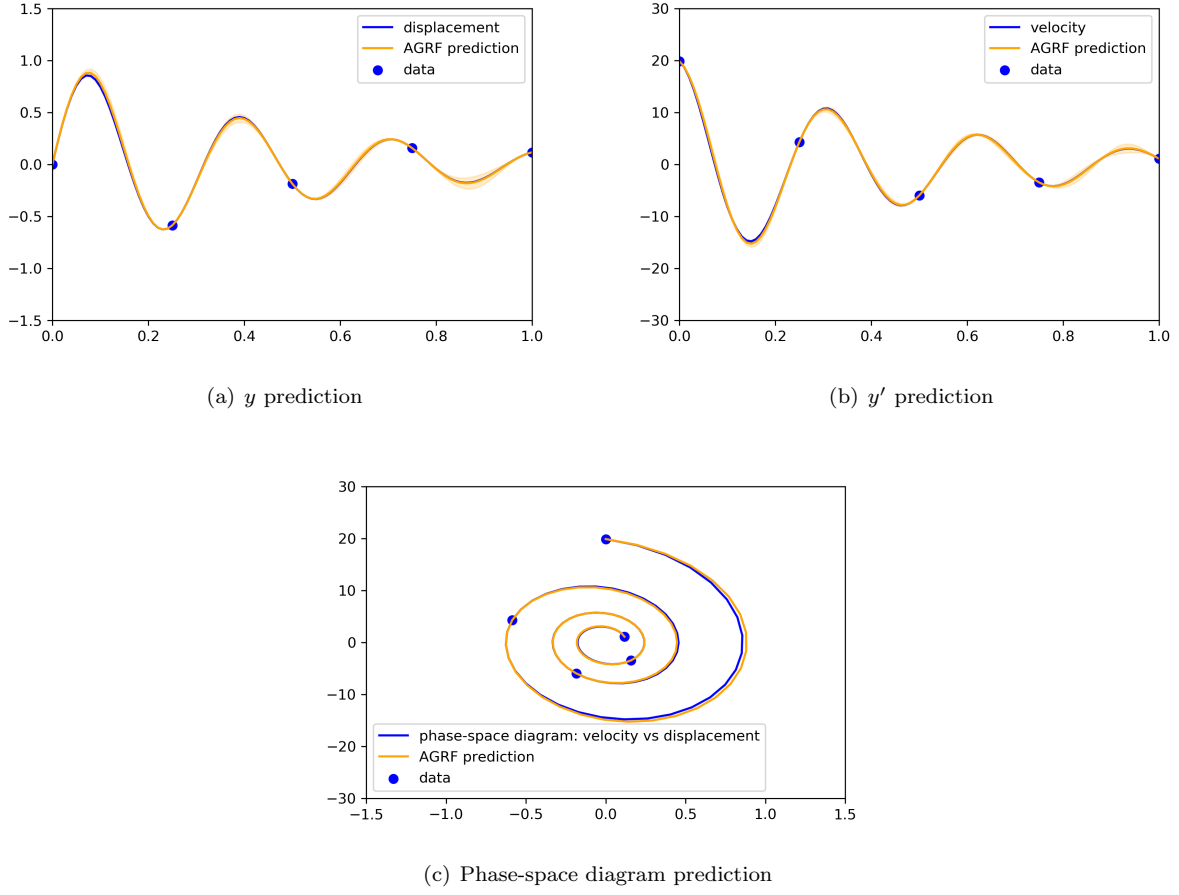 1.5
1.0
0.5
0.0
−0.5
−1.0
−1.5
0.0 0.2 0.4 0.6 0.8 1.0
displacement
AGRF prediction
data
(a) y prediction
30
20
10
0
−10
−20
−30
0.0 0.2 0.4 0.6 0.8 1.0
velocity
AGRF prediction
data
(b) y′ prediction
30
20
10
0
−10
−20
−30
−1.5 −1.0 −0.5 0.0 0.5 1.0 1.5
phase-space diagram: velocity vs displacement
AGRF prediction
data
(c) Phase-space diagram prediction